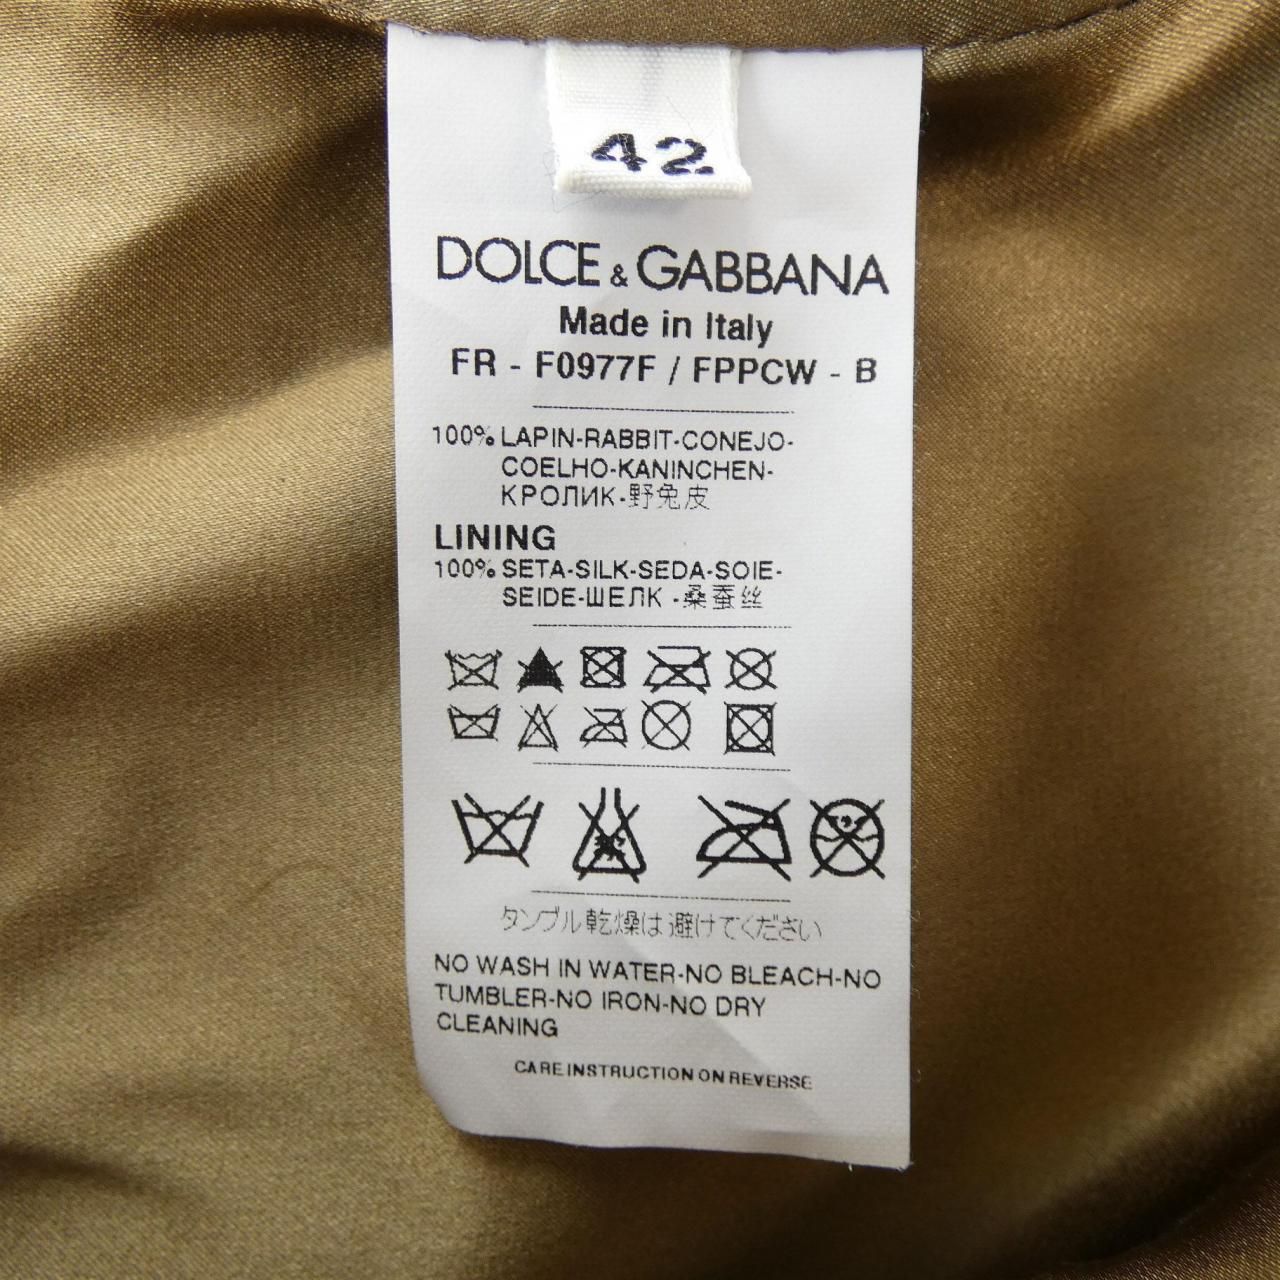 42
DOLCE & GABBANA
Made in Italy
FR - F0977F / FPPCW - B
100% LAPIN-RABBIT-CONEJO-
COELHO-KANINCHEN-
КРОЛИК-野兔皮
LINING
100% SETA-SILK-SEDA-SOIE-
SEIDE-ШЕЛК -桑蚕丝
タンブル乾燥は避けてください
NO WASH IN WATER-NO BLEACH-NO
TUMBLER-NO IRON-NO DRY
CLEANING
CARE INSTRUCTION ON REVERSE